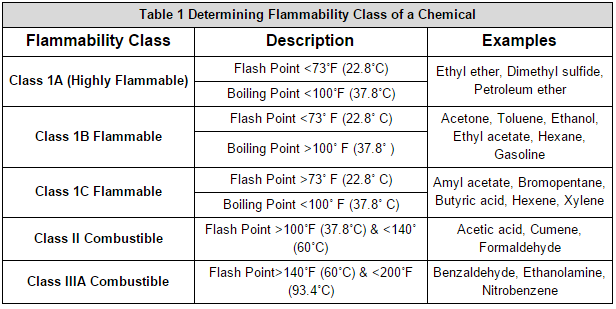 Table 1 Determining Flammability Class of a Chemical
Flammability Class
Description
Examples
Class 1A (Highly Flammable)
Flash Point <73˚F (22.8˚C)
Boiling Point <100˚F (37.8˚C)
Ethyl ether, Dimethyl sulfide,
Petroleum ether
Class 1B Flammable
Flash Point <73˚F (22.8˚ C)
Boiling Point >100˚ F (37.8˚ )
Acetone, Toluene, Ethanol,
Ethyl acetate, Hexane,
Gasoline
Class 1C Flammable
Flash Point >73˚ F (22.8˚ C)
Boiling Point <100˚ F (37.8˚ C)
Amyl acetate, Bromopentane,
Butyric acid, Hexene, Xylene
Class II Combustible
Flash Point >100˚F (37.8˚C) & <140˚
(60˚C)
Acetic acid, Cumene,
Formaldehyde
Class IIIA Combustible
Flash Point>140˚F (60˚C) & <200˚F
(93.4˚C)
Benzaldehyde, Ethanolamine,
Nitrobenzene